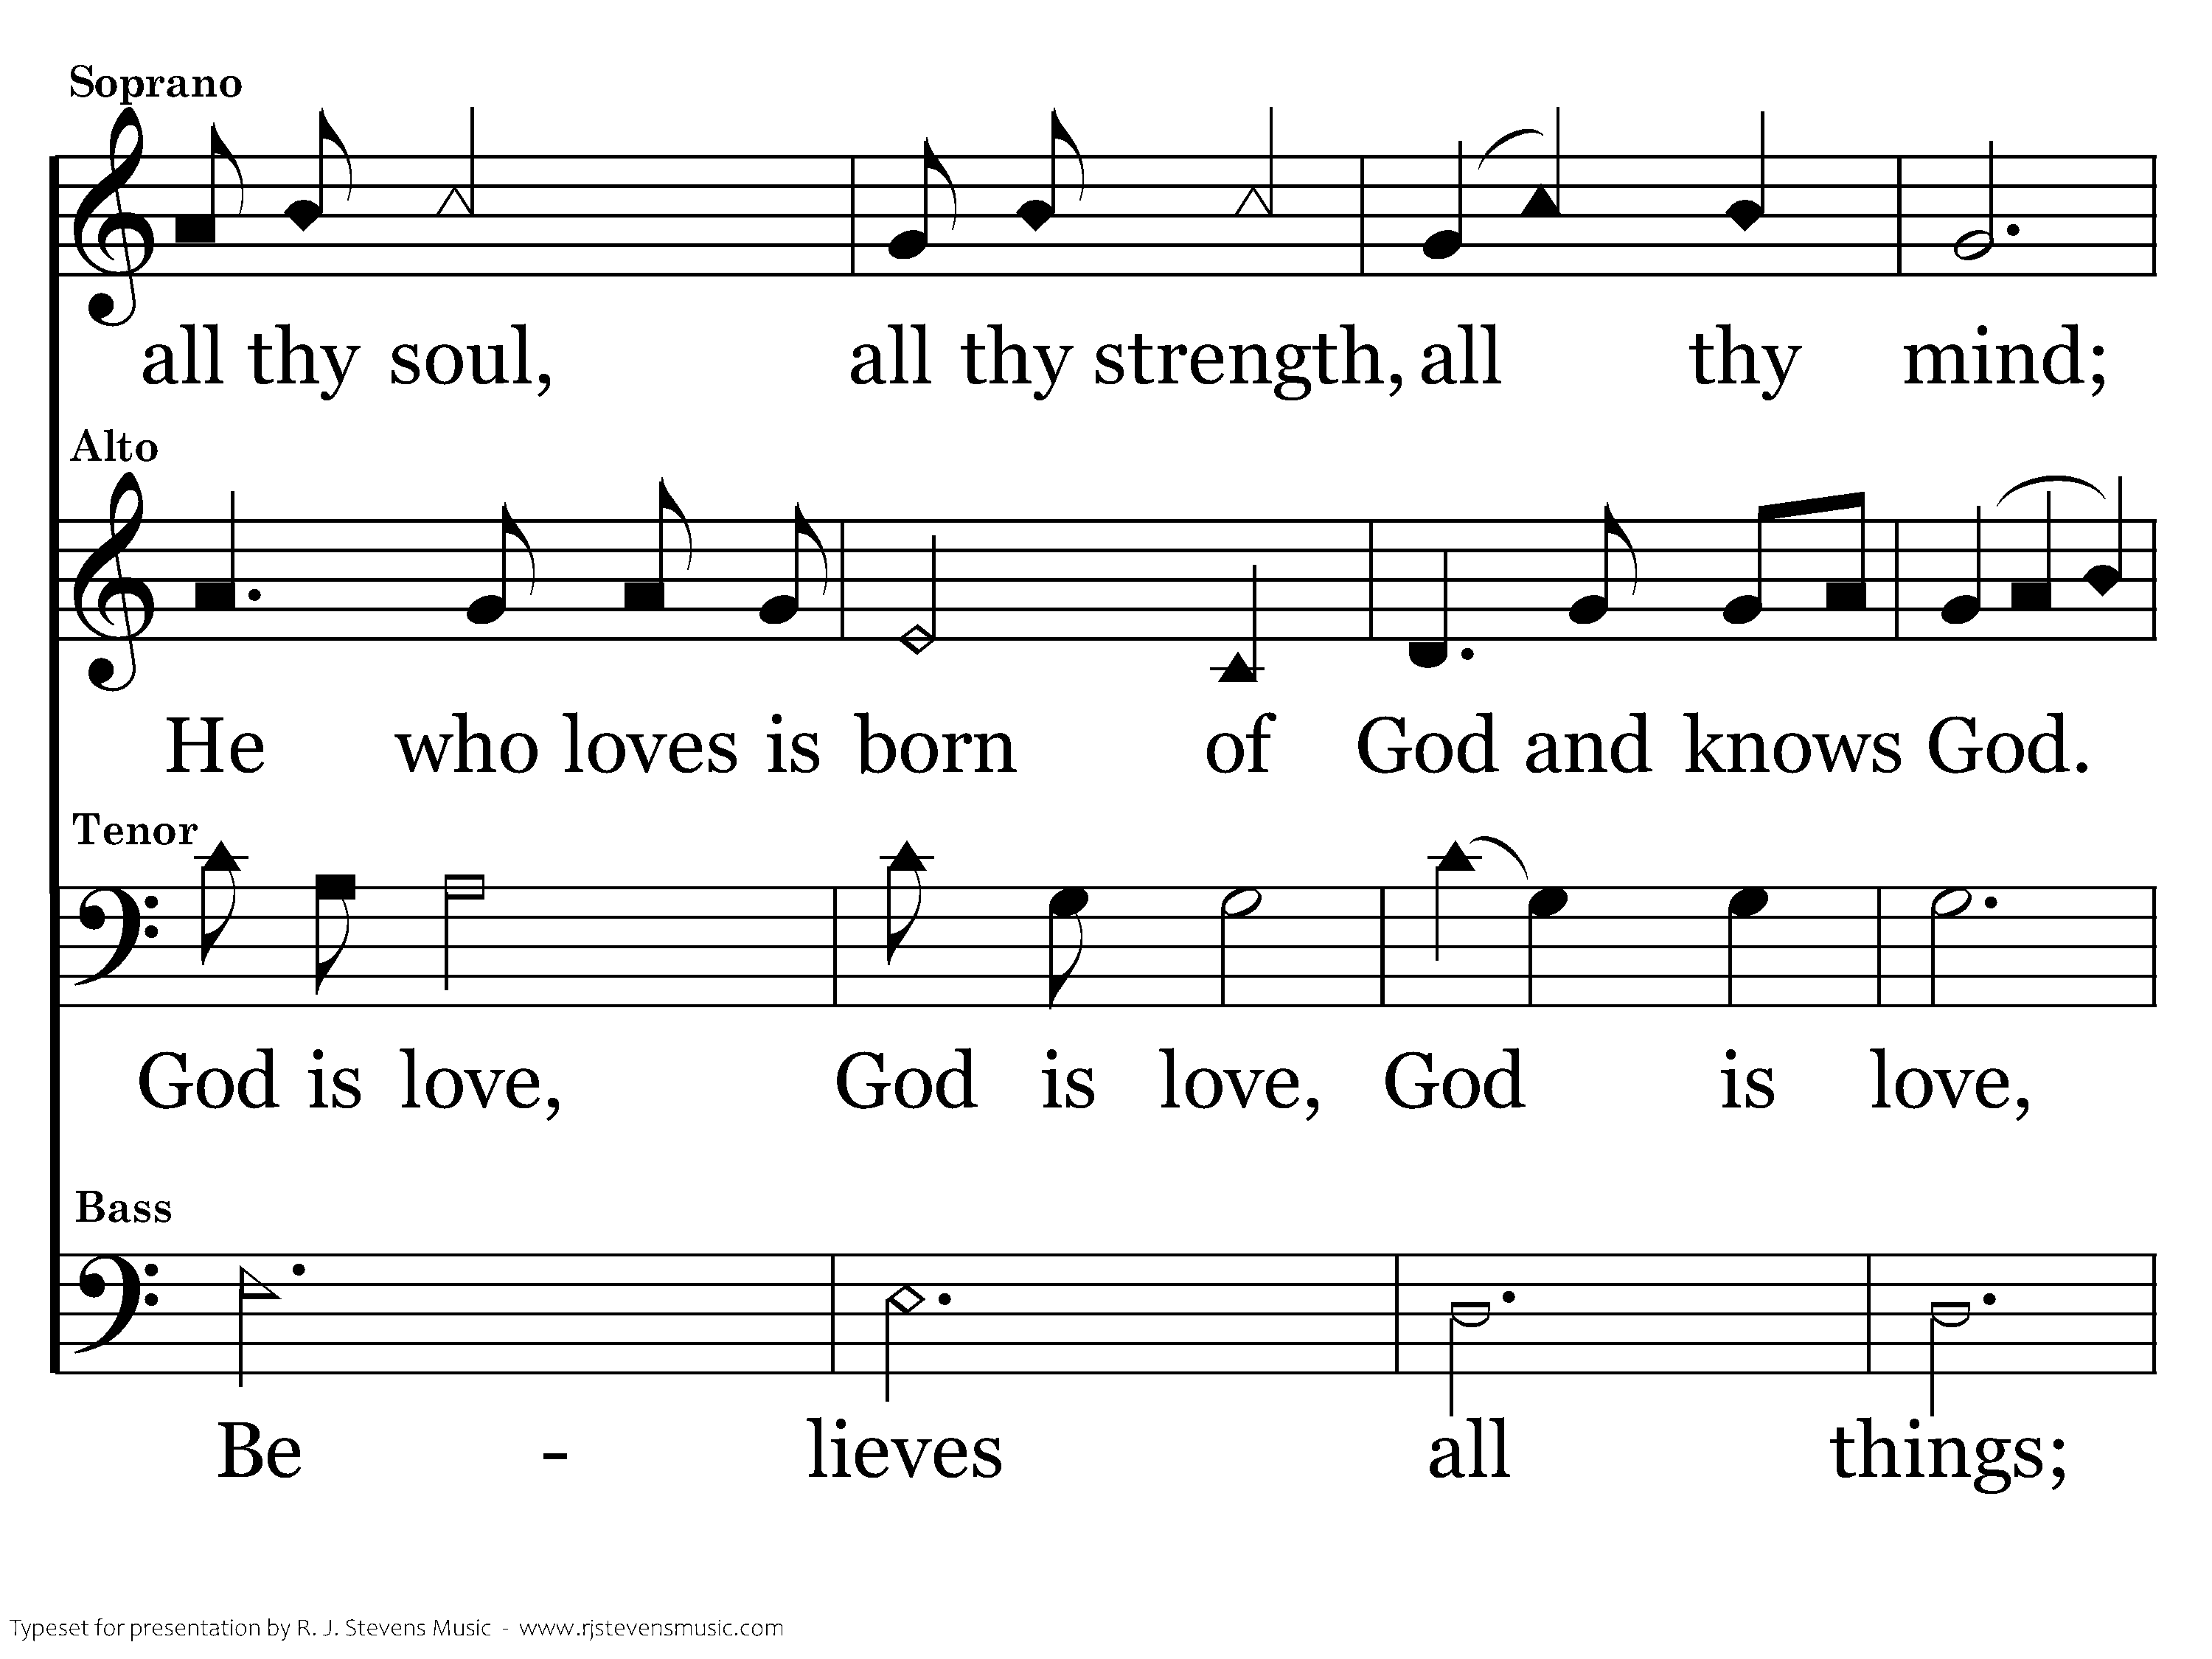 Soprano
all thy soul, all thy strength, all thy mind;
Alto
He who loves is born of God and knows God.
Tenor
God is love, God is love, God is love,
Bass
Be - lieves all things;
Typeset for presentation by R. J. Stevens Music - www.rjstevensmusic.com